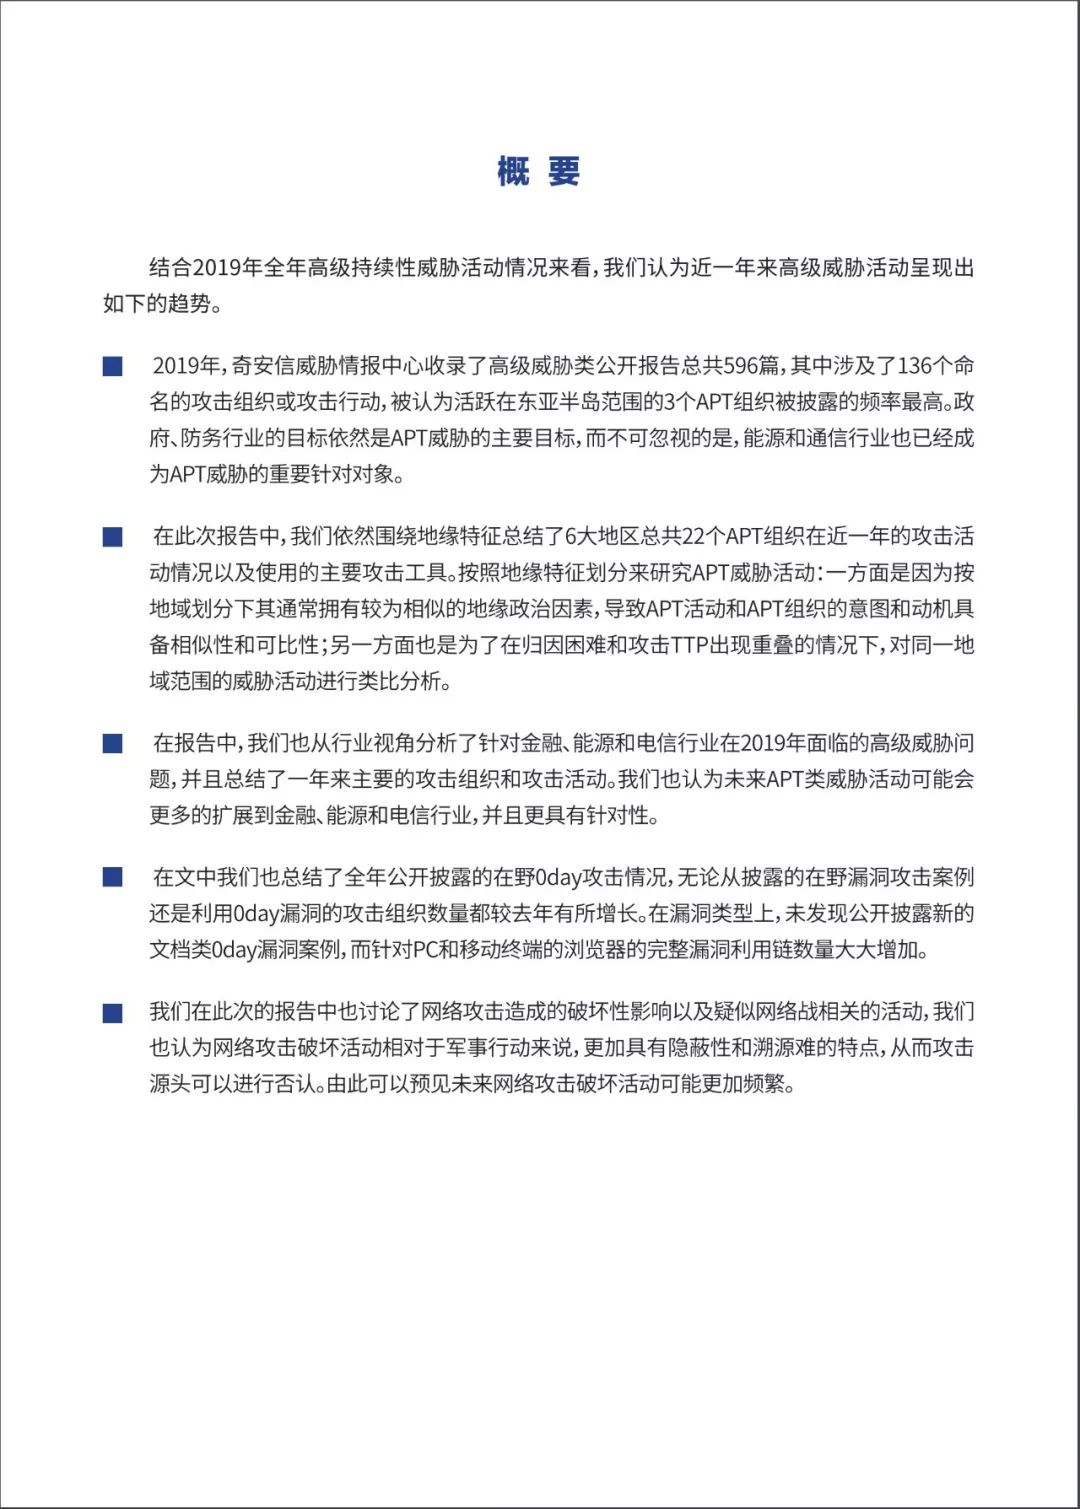 概 要
结合2019年全年高级持续性威胁活动情况来看，我们认为近一年来高级威胁活动呈现出
如下的趋势。
2019年，奇安信威胁情报中心收录了高级威胁类公开报告总共596篇，其中涉及了136个命
名的攻击组织或攻击行动，被认为活跃在东亚半岛范围的3个APT组织被披露的频率最高。政
府、防务行业的目标依然是APT威胁的主要目标，而不可忽视的是，能源和通信行业也已经成
为APT威胁的重要针对对象。
在此次报告中，我们依然围绕地缘特征总结了6大地区总共22个APT组织在近一年的攻击活
动情况以及使用的主要攻击工具。按照地缘特征划分来研究APT威胁活动：一方面是因为按
地域划分下其通常拥有较为相似的地缘政治因素，导致APT活动和APT组织的意图和动机具
备相似性和可比性；另一方面也是为了在归因困难和攻击TTP出现重叠的情况下，对同一地
域范围的威胁活动进行类比分析。
在报告中，我们也从行业视角分析了针对金融、能源和电信行业在2019年面临的高级威胁问
题，并且总结了一年来主要的攻击组织和攻击活动。我们也认为未来APT类威胁活动可能会
更多的扩展到金融、能源和电信行业，并且更具有针对性。
在文中我们也总结了全年公开披露的在野0day攻击情况，无论从披露的在野漏洞攻击案例
还是利用0day漏洞的攻击组织数量都较去年有所增长。在漏洞类型上，未发现公开披露新的
文档类0day漏洞案例，而针对PC和移动终端的浏览器的完整漏洞利用链数量大大增加。
我们在此次的报告中也讨论了网络攻击造成的破坏性影响以及疑似网络战相关的活动，我们
也认为网络攻击破坏活动相对于军事行动来说，更加具有隐蔽性和溯源难的特点，从而攻击
源头可以进行否认。由此可以预见未来网络攻击破坏活动可能更加频繁。